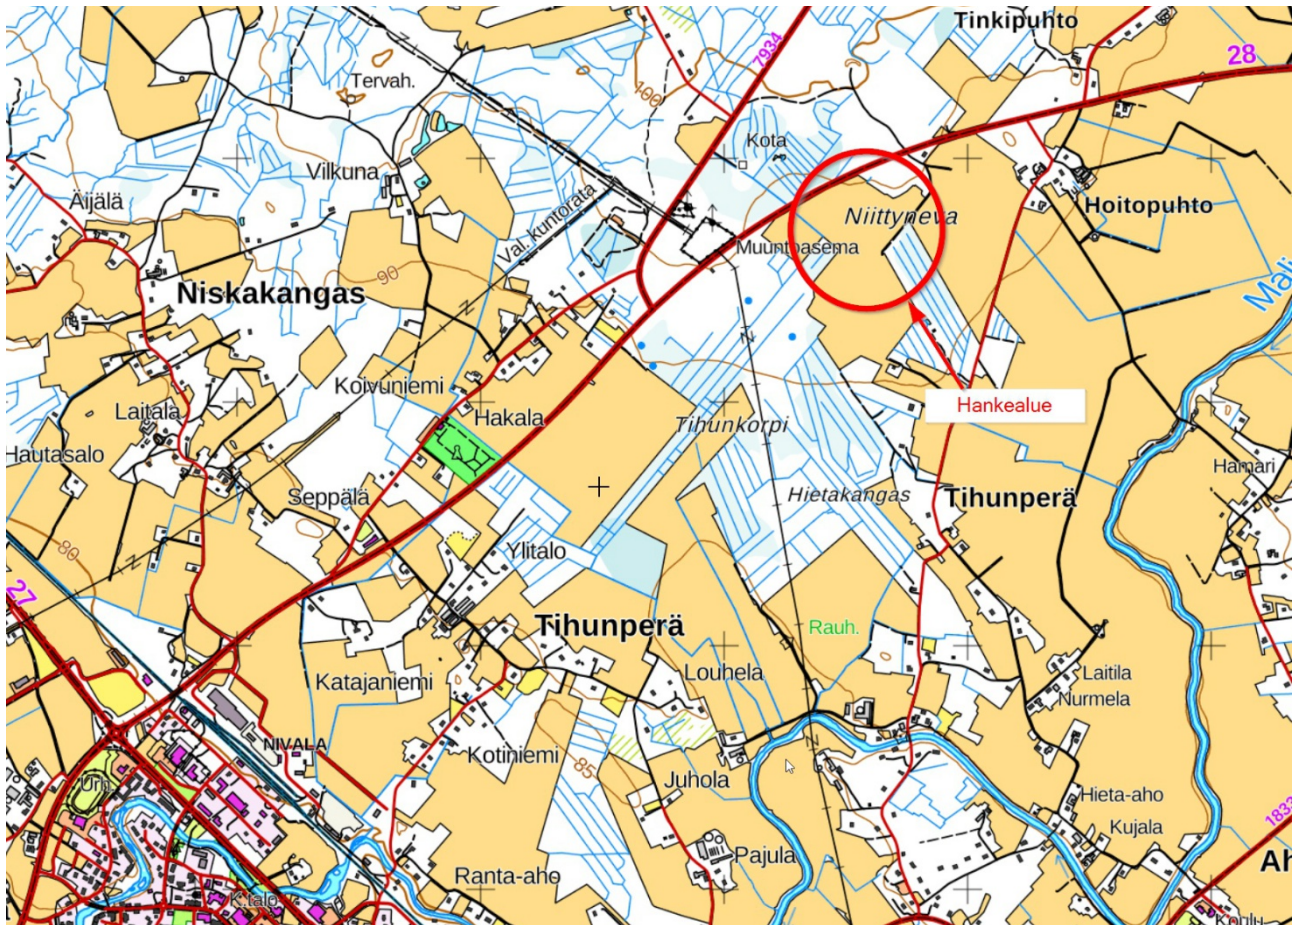 Tinkipuhto
28
7934
Tervah.
100
Kota
Vilkuna
Äijälä
Val. kuntorata
Niittyneva
Hoitopuhto
Muuntoasema
90
Niskakangas
Koivuniemi
Hankealue
Laitala
Hakala
Tihunkorpi
Hautasalo
Hamari
Seppälä
Hietakangas
Tihunperä
80
Ylitalo
27
Tihunperä
Rauh.
Louhela
Laitila
Katajaniemi
Nurmela
NIVALA
Kotiniemi
85
Juhola
Urh.
Hieta-aho
Kujala
Pajula
Ranta-aho
K.talo
Koulu